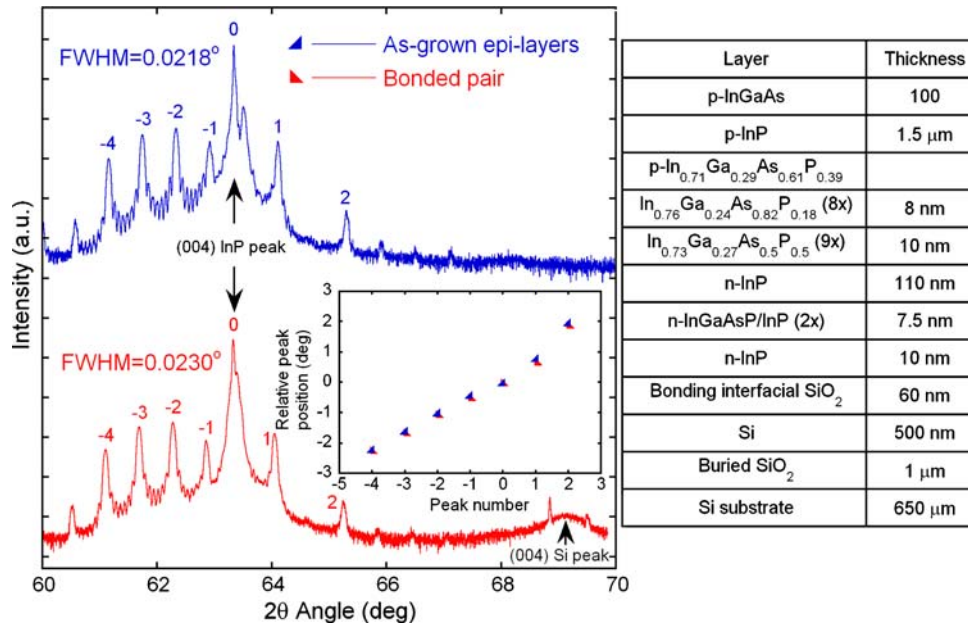 0
FWHM=0.0218°
As-grown epi-layers
Bonded pair
-4 -3 -2 -1 1
2
(004) InP peak
Intensity (a.u.)
0
FWHM=0.0230°
-4 -3 -2 -1 1
2
(004) Si peak
60 62 64 66 68 70
2θ Angle (deg)
Relative peak
position (deg)
3
2
1
0
-1
-2
-3
-5 -4 -3 -2 -1 0 1 2 3
Peak number
Layer Thickness
p-InGaAs 100
p-InP 1.5 μm
p-In0.71Ga0.29As0.61P0.39
In0.76Ga0.24As0.82P0.18 (8x) 8 nm
In0.73Ga0.27As0.5P0.5 (9x) 10 nm
n-InP 110 nm
n-InGaAsP/InP (2x) 7.5 nm
n-InP 10 nm
Bonding interfacial SiO2 60 nm
Si 500 nm
Buried SiO2 1 μm
Si substrate 650 μm